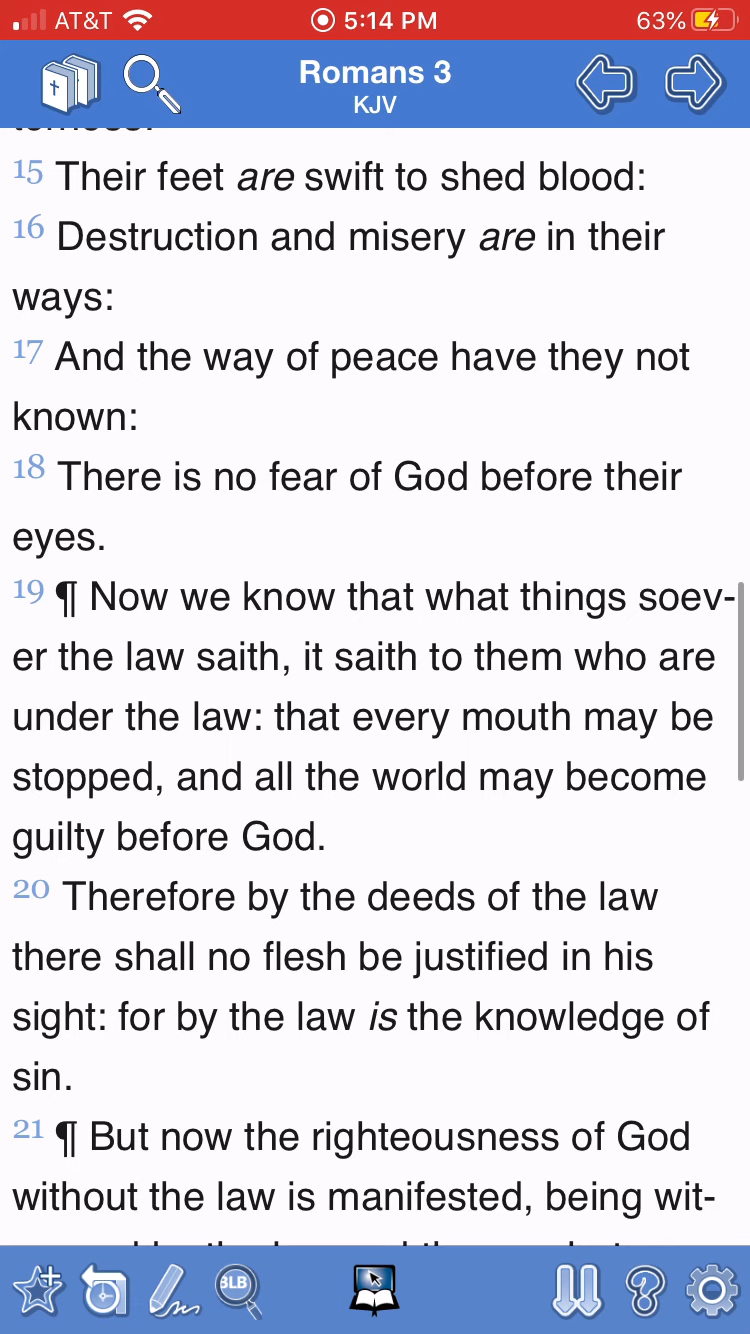 AT&T 5:14 PM 63%
Romans 3
KJV
15 Their feet are swift to shed blood:
16 Destruction and misery are in their
ways:
17 And the way of peace have they not
known:
18 There is no fear of God before their
eyes.
19 ¶ Now we know that what things soev-
er the law saith, it saith to them who are
under the law: that every mouth may be
stopped, and all the world may become
guilty before God.
20 Therefore by the deeds of the law
there shall no flesh be justified in his
sight: for by the law is the knowledge of
sin.
21 ¶ But now the righteousness of God
without the law is manifested, being wit-
BLB